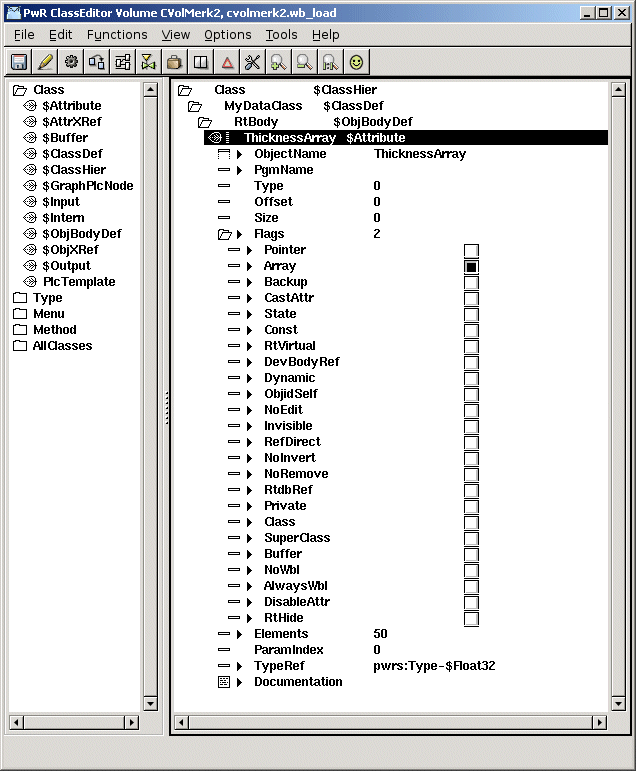 PwR ClassEditor Volume CVolMerk2, cvolmerk2.wb_load
File Edit Functions View Options Tools Help
Class
$Attribute
$AttrXRef
$Buffer
$ClassDef
$ClassHier
$GraphPlcNode
$Input
$Intern
$ObjBodyDef
$ObjXRef
$Output
PlcTemplate
Type
Menu
Method
AllClasses
Class $ClassHier
MyDataClass $ClassDef
RtBody $ObjBodyDef
ThicknessArray $Attribute
ObjectName ThicknessArray
PgmName
Type 0
Offset 0
Size 0
Flags 2
Pointer
Array
Backup
CastAttr
State
Const
RtVirtual
DevBodyRef
Dynamic
ObjidSelf
NoEdit
Invisible
RefDirect
NoInvert
NoRemove
RtdbRef
Private
Class
SuperClass
Buffer
NoWbl
AlwaysWbl
DisableAttr
RtHide
Elements 50
ParamIndex 0
TypeRef pwrs:Type-$Float32
Documentation